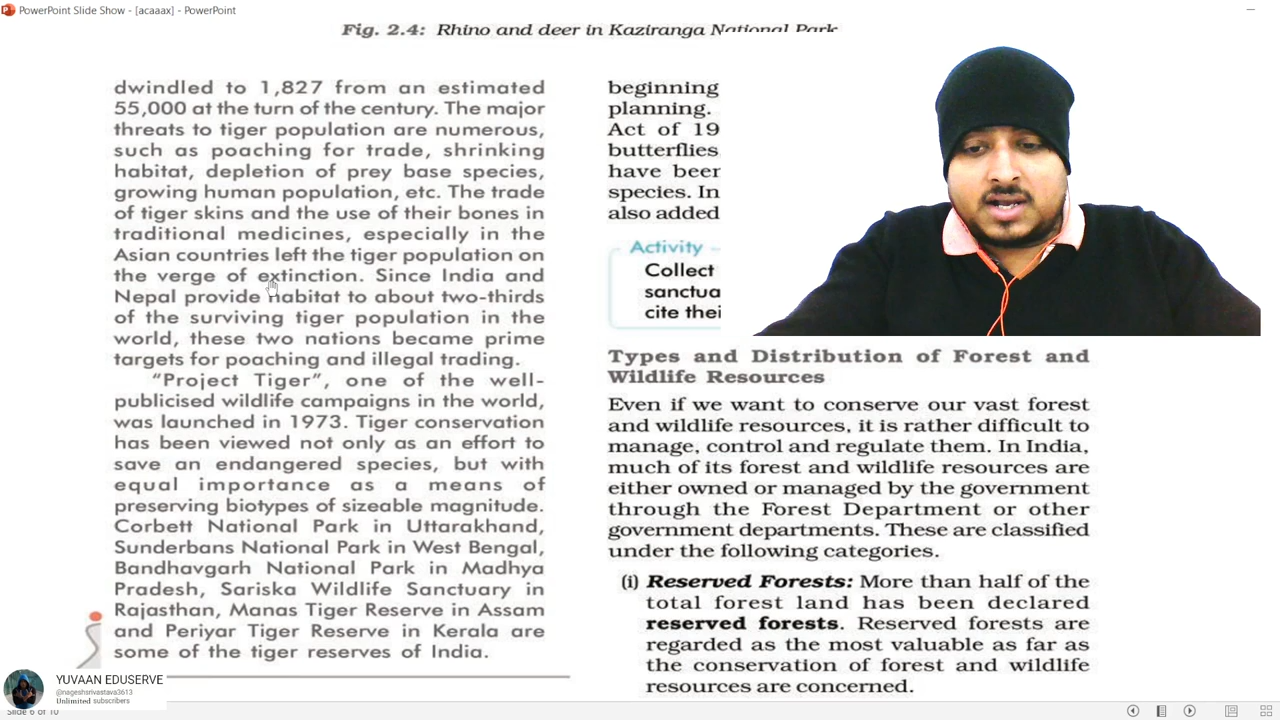 PowerPoint Slide Show - [acaaax] - PowerPoint
Fig. 2.4: Rhino and deer in Kaziranga National Park
dwindled to 1,827 from an estimated
55,000 at the turn of the century. The major
threats to tiger population are numerous,
such as poaching for trade, shrinking
habitat, depletion of prey base species,
growing human population, etc. The trade
of tiger skins and the use of their bones in
traditional medicines, especially in the
Asian countries left the tiger population on
the verge of extinction. Since India and
Nepal provide habitat to about two-thirds
of the surviving tiger population in the
world, these two nations became prime
targets for poaching and illegal trading.
“Project Tiger”, one of the well-
publicised wildlife campaigns in the world,
was launched in 1973. Tiger conservation
has been viewed not only as an effort to
save an endangered species, but with
equal importance as a means of
preserving biotypes of sizeable magnitude.
Corbett National Park in Uttarakhand,
Sunderbans National Park in West Bengal,
Bandhavgarh National Park in Madhya
Pradesh, Sariska Wildlife Sanctuary in
Rajasthan, Manas Tiger Reserve in Assam
and Periyar Tiger Reserve in Kerala are
some of the tiger reserves of India.
beginning
planning.
Act of 19
butterflies
have been
species. In
also added
Activity
Collect
sanctua
cite thei
Types and Distribution of Forest and
Wildlife Resources
Even if we want to conserve our vast forest
and wildlife resources, it is rather difficult to
manage, control and regulate them. In India,
much of its forest and wildlife resources are
either owned or managed by the government
through the Forest Department or other
government departments. These are classified
under the following categories.
(i) Reserved Forests: More than half of the
total forest land has been declared
reserved forests. Reserved forests are
regarded as the most valuable as far as
the conservation of forest and wildlife
resources are concerned.
YUVAAN EDUSERVE
@nageshsrivastava3613
Unlimited subscribers
Slide 6 of 10